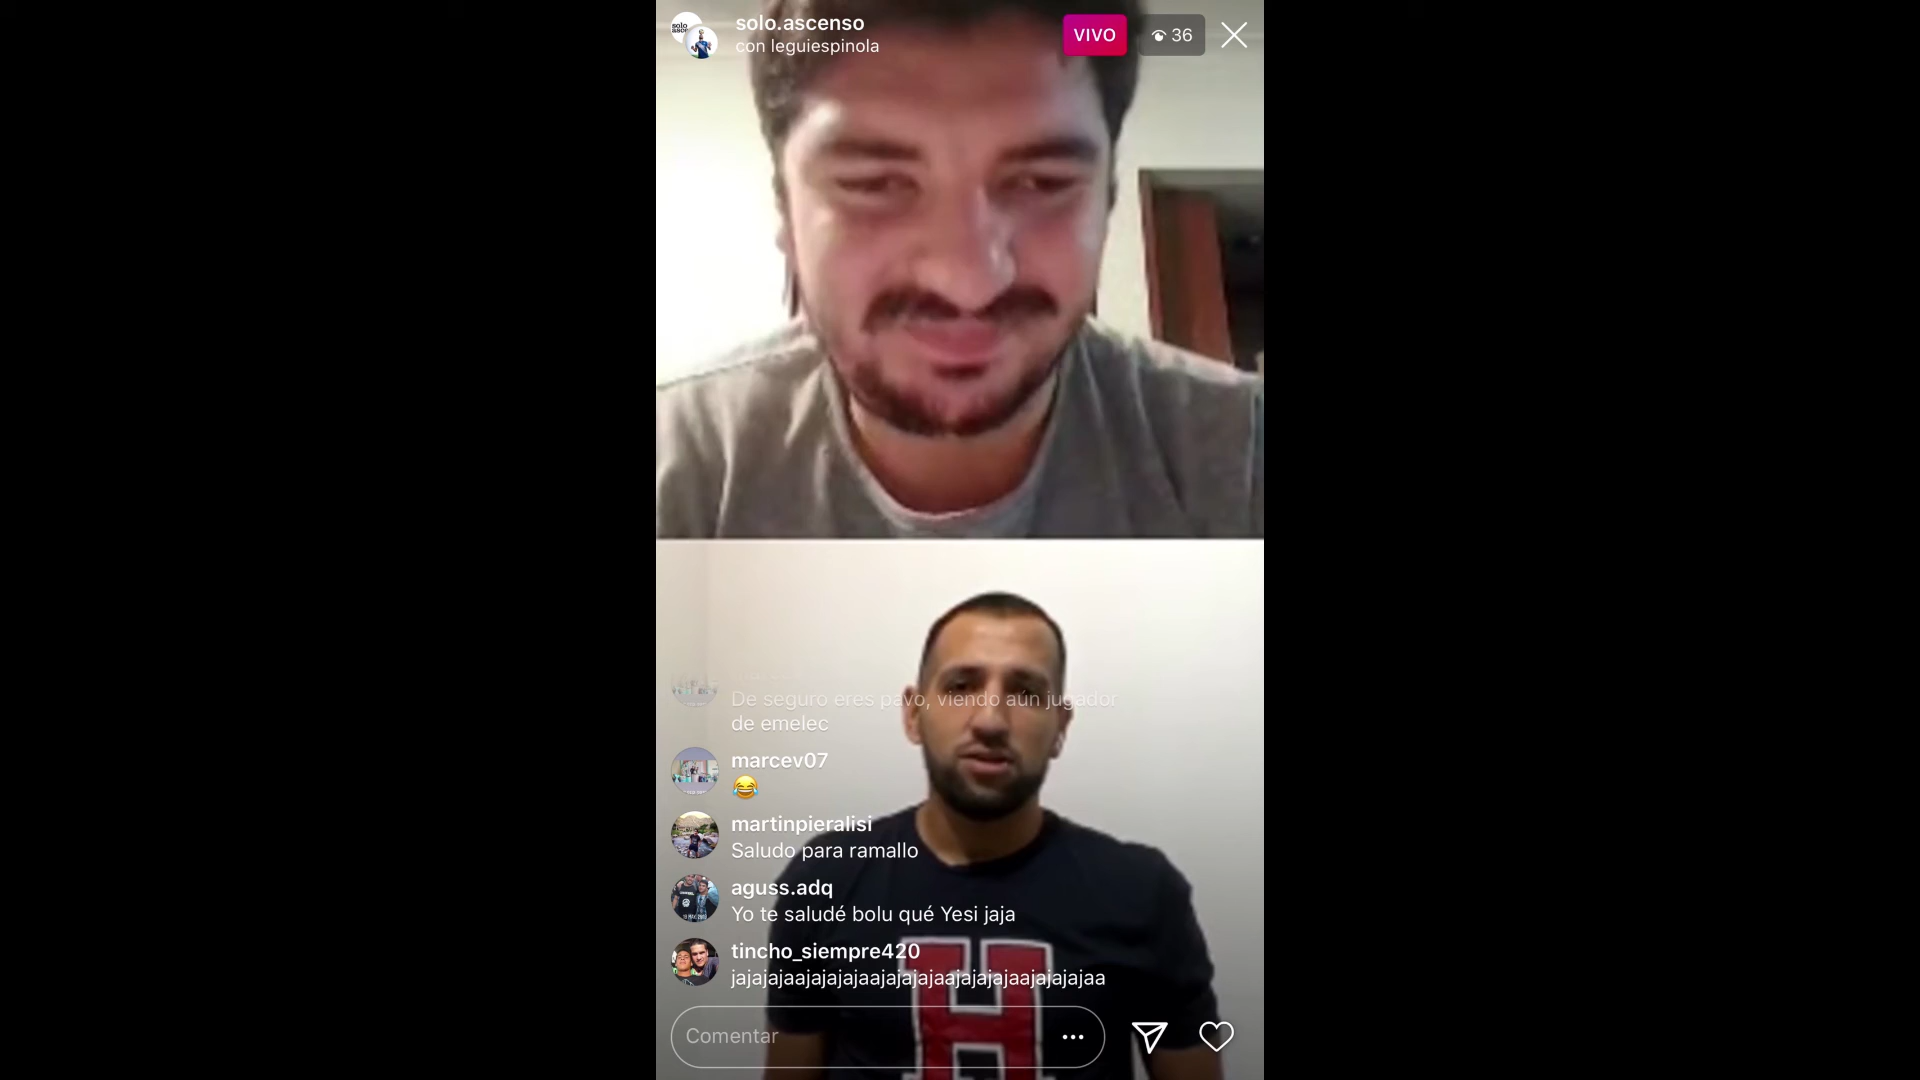 solo.ascenso
con leguiespinola
VIVO
36
De seguro eres pavo, viendo aún jugador
de emelec
marcev07
😂
martinpieralisi
Saludo para ramallo
aguss.adq
Yo te saludé bolu qué Yesi jaja
tincho_siempre420
jajajajaajajajajaajajajajaajajajajaajajajajaa
Comentar
H